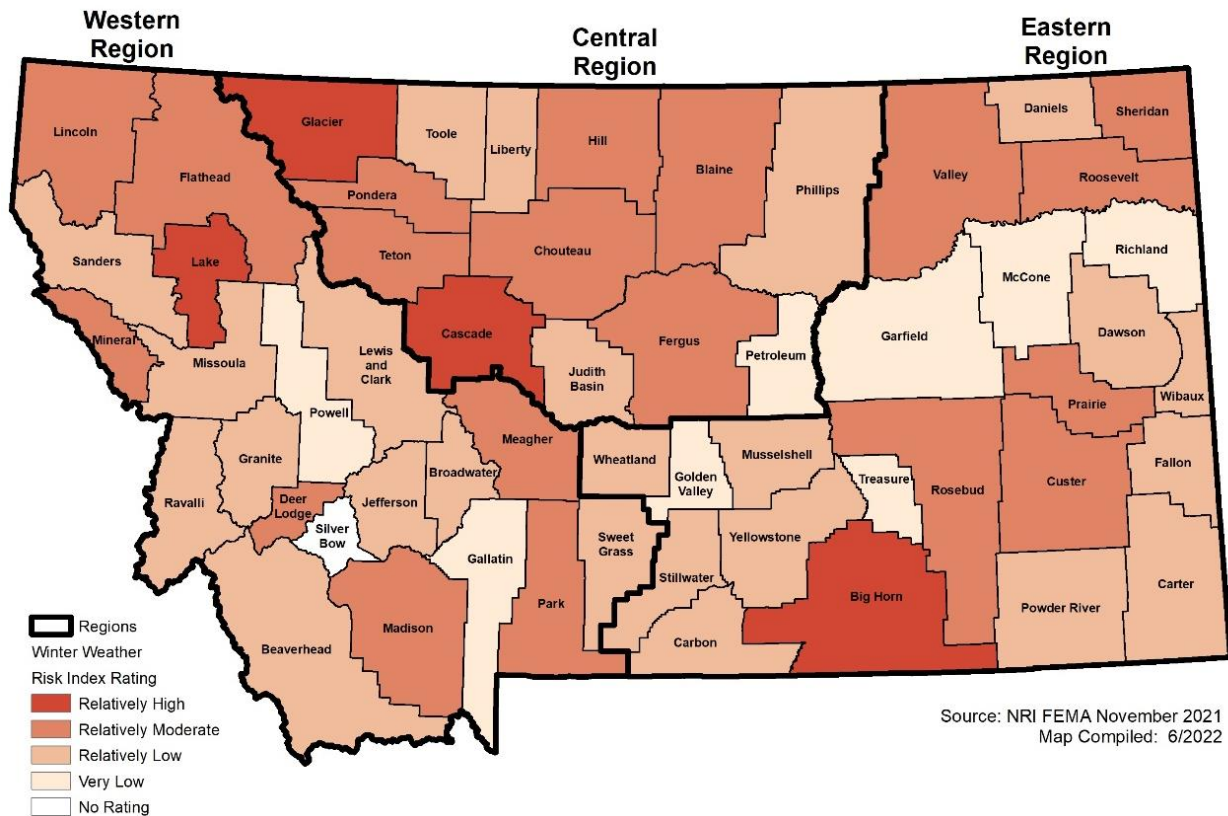 Western
Region
Central
Region
Eastern
Region
Lincoln
Flathead
Glacier
Toole
Liberty
Hill
Blaine
Phillips
Valley
Daniels
Sheridan
Roosevelt
Pondera
Teton
Chouteau
Sanders
Lake
Richland
McCone
Garfield
Dawson
Mineral
Missoula
Lewis
and
Clark
Cascade
Judith
Basin
Fergus
Petroleum
Prairie
Wibaux
Powell
Meagher
Wheatland
Golden
Valley
Musselshell
Treasure
Rosebud
Custer
Fallon
Ravalli
Granite
Deer
Lodge
Silver
Bow
Jefferson
Broadwater
Gallatin
Sweet
Grass
Stillwater
Yellowstone
Big Horn
Powder River
Carter
Beaverhead
Madison
Park
Carbon
Regions
Winter Weather
Risk Index Rating
Relatively High
Relatively Moderate
Relatively Low
Very Low
No Rating
Source: NRI FEMA November 2021
Map Compiled: 6/2022